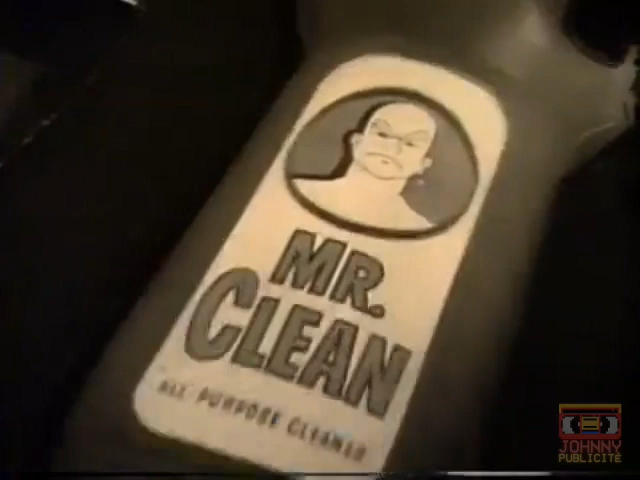 MR.
CLEAN
ALL PURPOSE CLEANER
JOHNNY
PUBLICITÉ